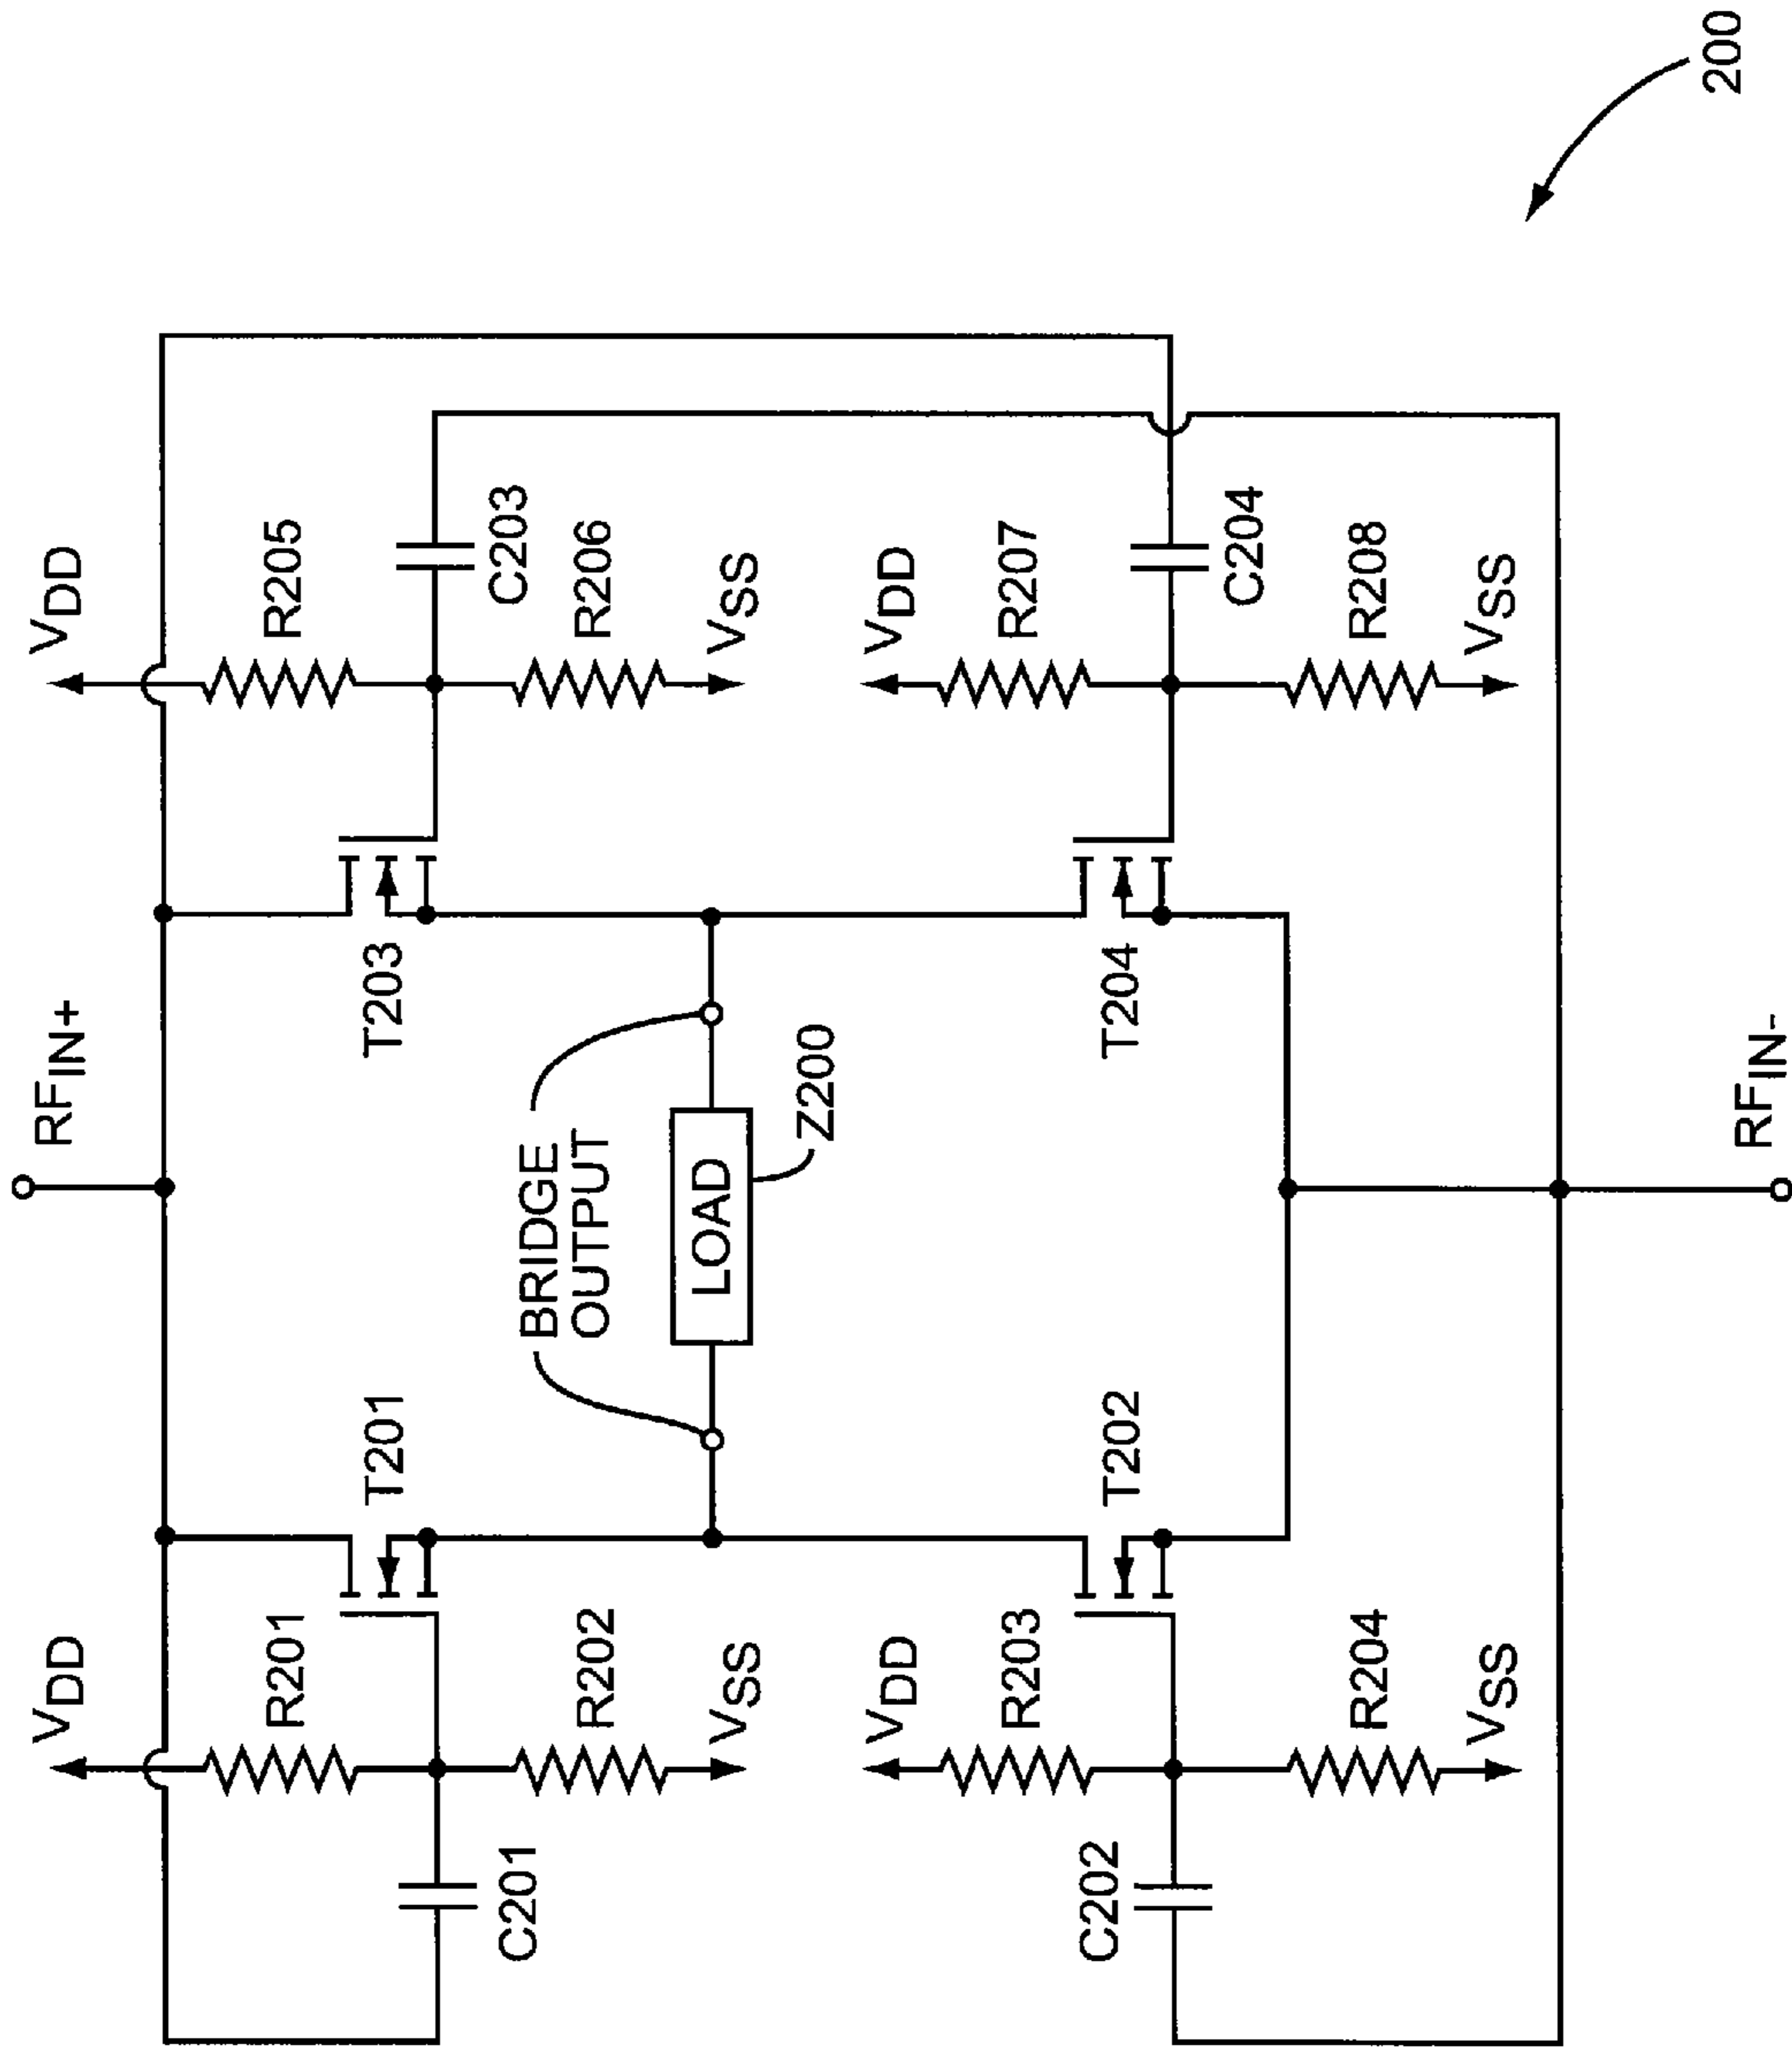 RFIN+
VDD
VDD
R201
T201
T203
R205
C201
R202
BRIDGE
OUTPUT
C203
R206
VSS
LOAD
Z200
VSS
VDD
VDD
R203
R207
C202
T202
T204
C204
R204
R208
VSS
VSS
RFIN-
200